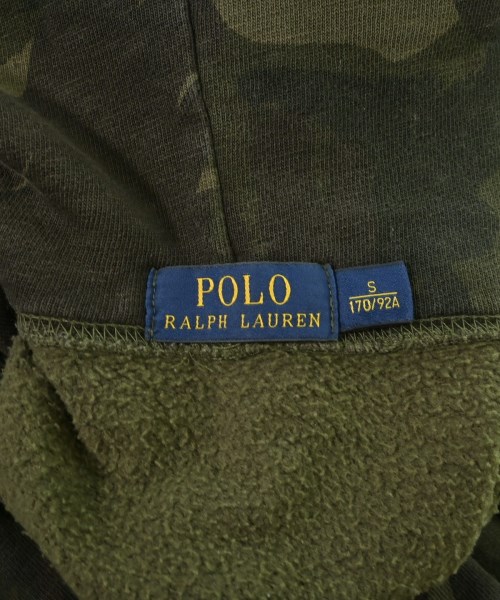 POLO
RALPH LAUREN
S
170/92A